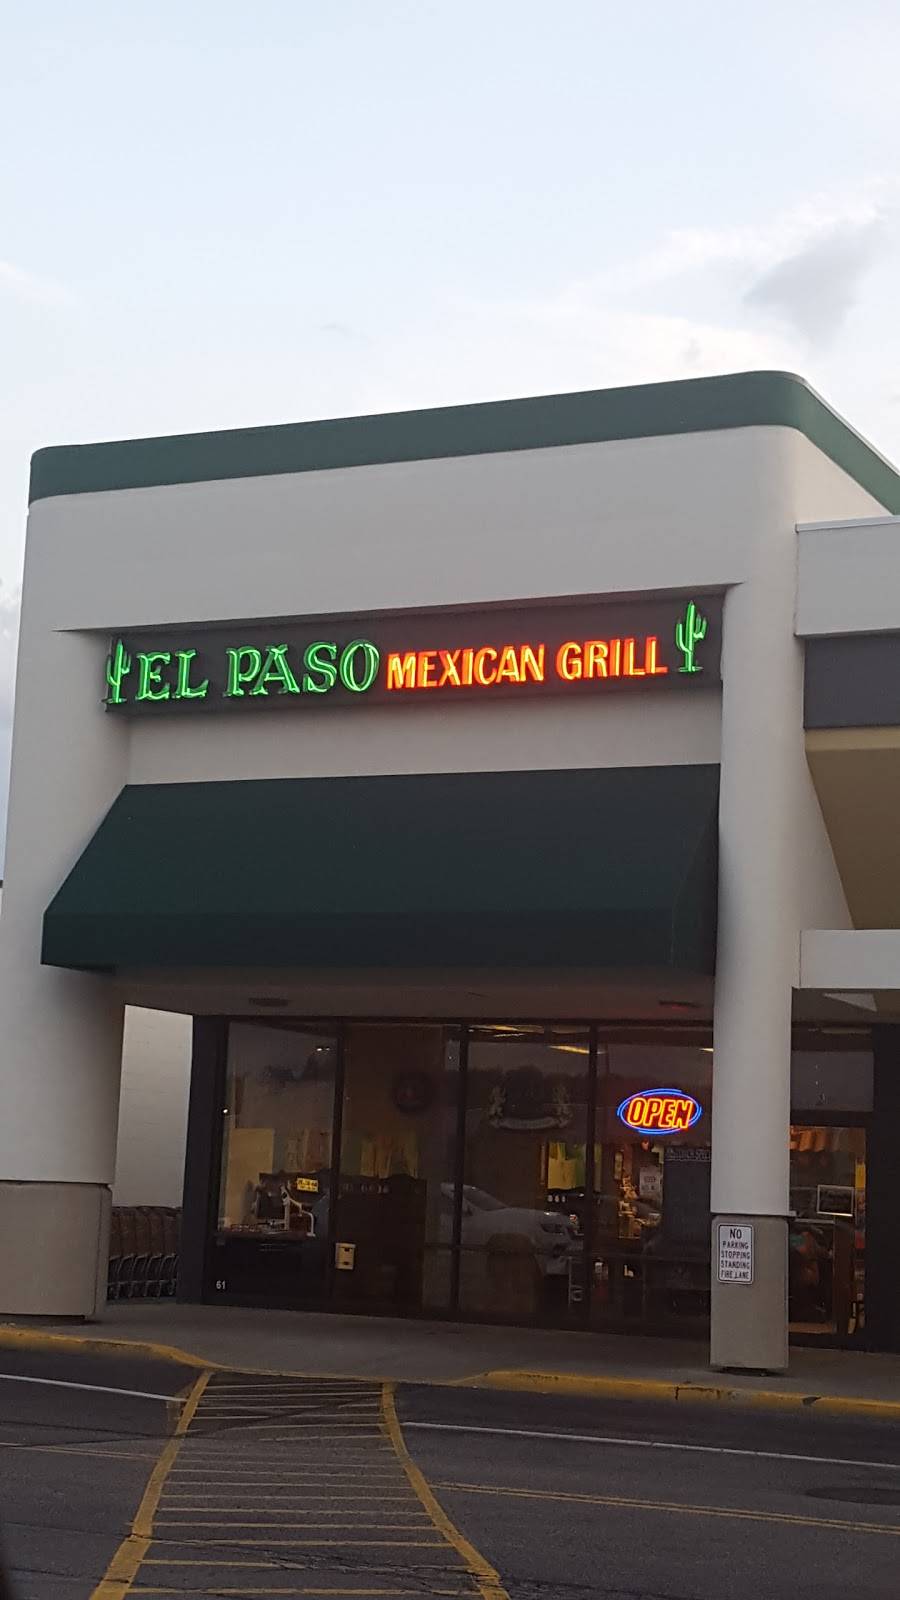 EL PASO MEXICAN GRILL
OPEN
NO
PARKING
STOPPING
STANDING
FIRE LANE
61